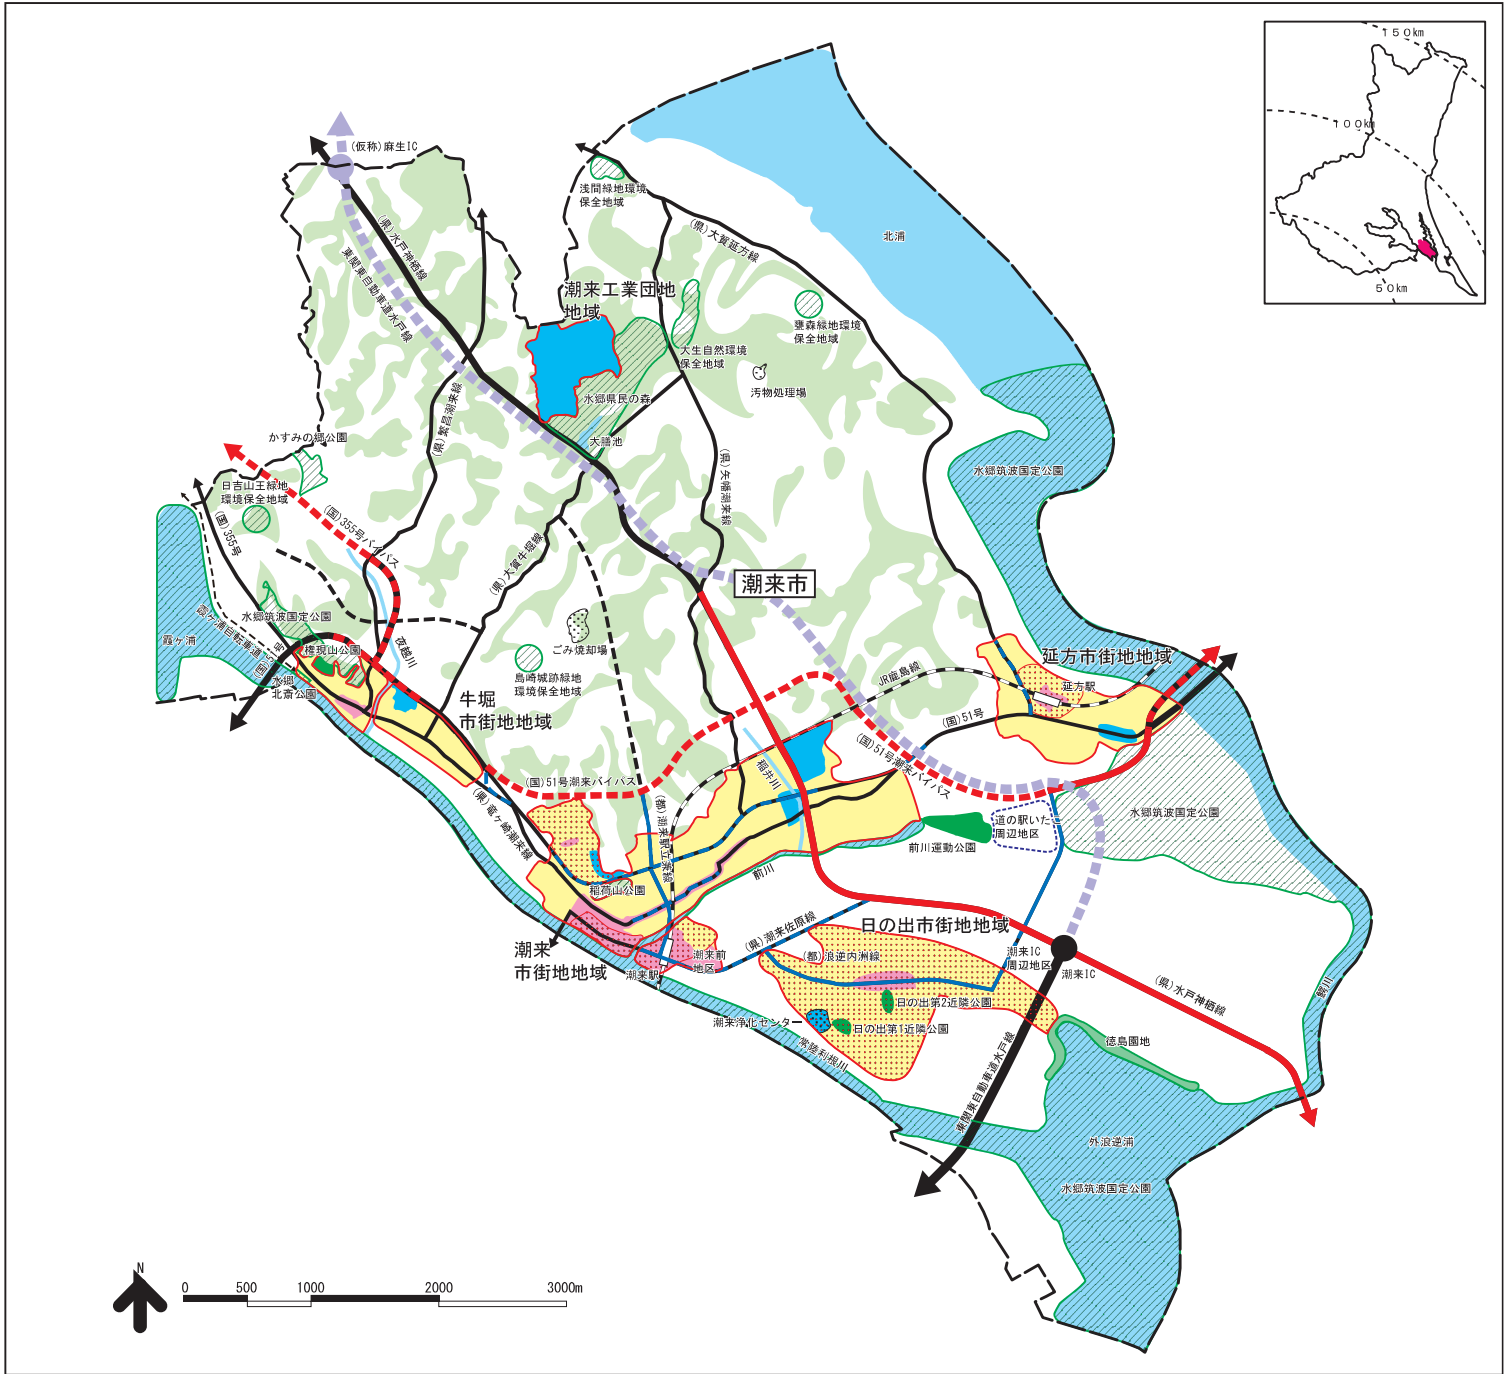 150km
100km
50km
(仮称)麻生IC
(県)水戸神栖線
東関東自動車道水戸線
浅間緑地環境
保全地域
(県)大賀延方線
北浦
潮来工業団地
地域
甕森緑地環境
保全地域
大生自然環境
保全地域
汚物処理場
水郷県民の森
大膳池
(県)繁昌潮来線
(県)矢幡潮来線
かすみの郷公園
日吉山王緑地
環境保全地域
(国)355号
(国)355号バイパス
水郷筑波国定公園
(県)大賀牛堀線
潮来市
水郷筑波国定公園
霞ヶ浦自転車道
霞ヶ浦
権現山公園
夜越川
ごみ焼却場
島崎城跡緑地
環境保全地域
水郷
北斎公園
牛堀
市街地地域
JR鹿島線
延方市街地地域
延方駅
(国)51号
(国)51号潮来バイパス
(国)51号潮来バイパス
稲井川
(県)竜ヶ崎潮来線
(都)潮来駅立茶線
道の駅いたこ
周辺地区
水郷筑波国定公園
前川運動公園
前川
稲荷山公園
潮来
市街地地域
潮来駅
潮来前
地区
(県)潮来佐原線
日の出市街地地域
(都)浪逆内洲線
潮来IC
周辺地区
潮来IC
(県)水戸神栖線
鰐川
日の出第2近隣公園
潮来浄化センター
日の出第1近隣公園
常陸利根川
徳島園地
東関東自動車道水戸線
外浪逆浦
水郷筑波国定公園
N
0 500 1000 2000 3000m